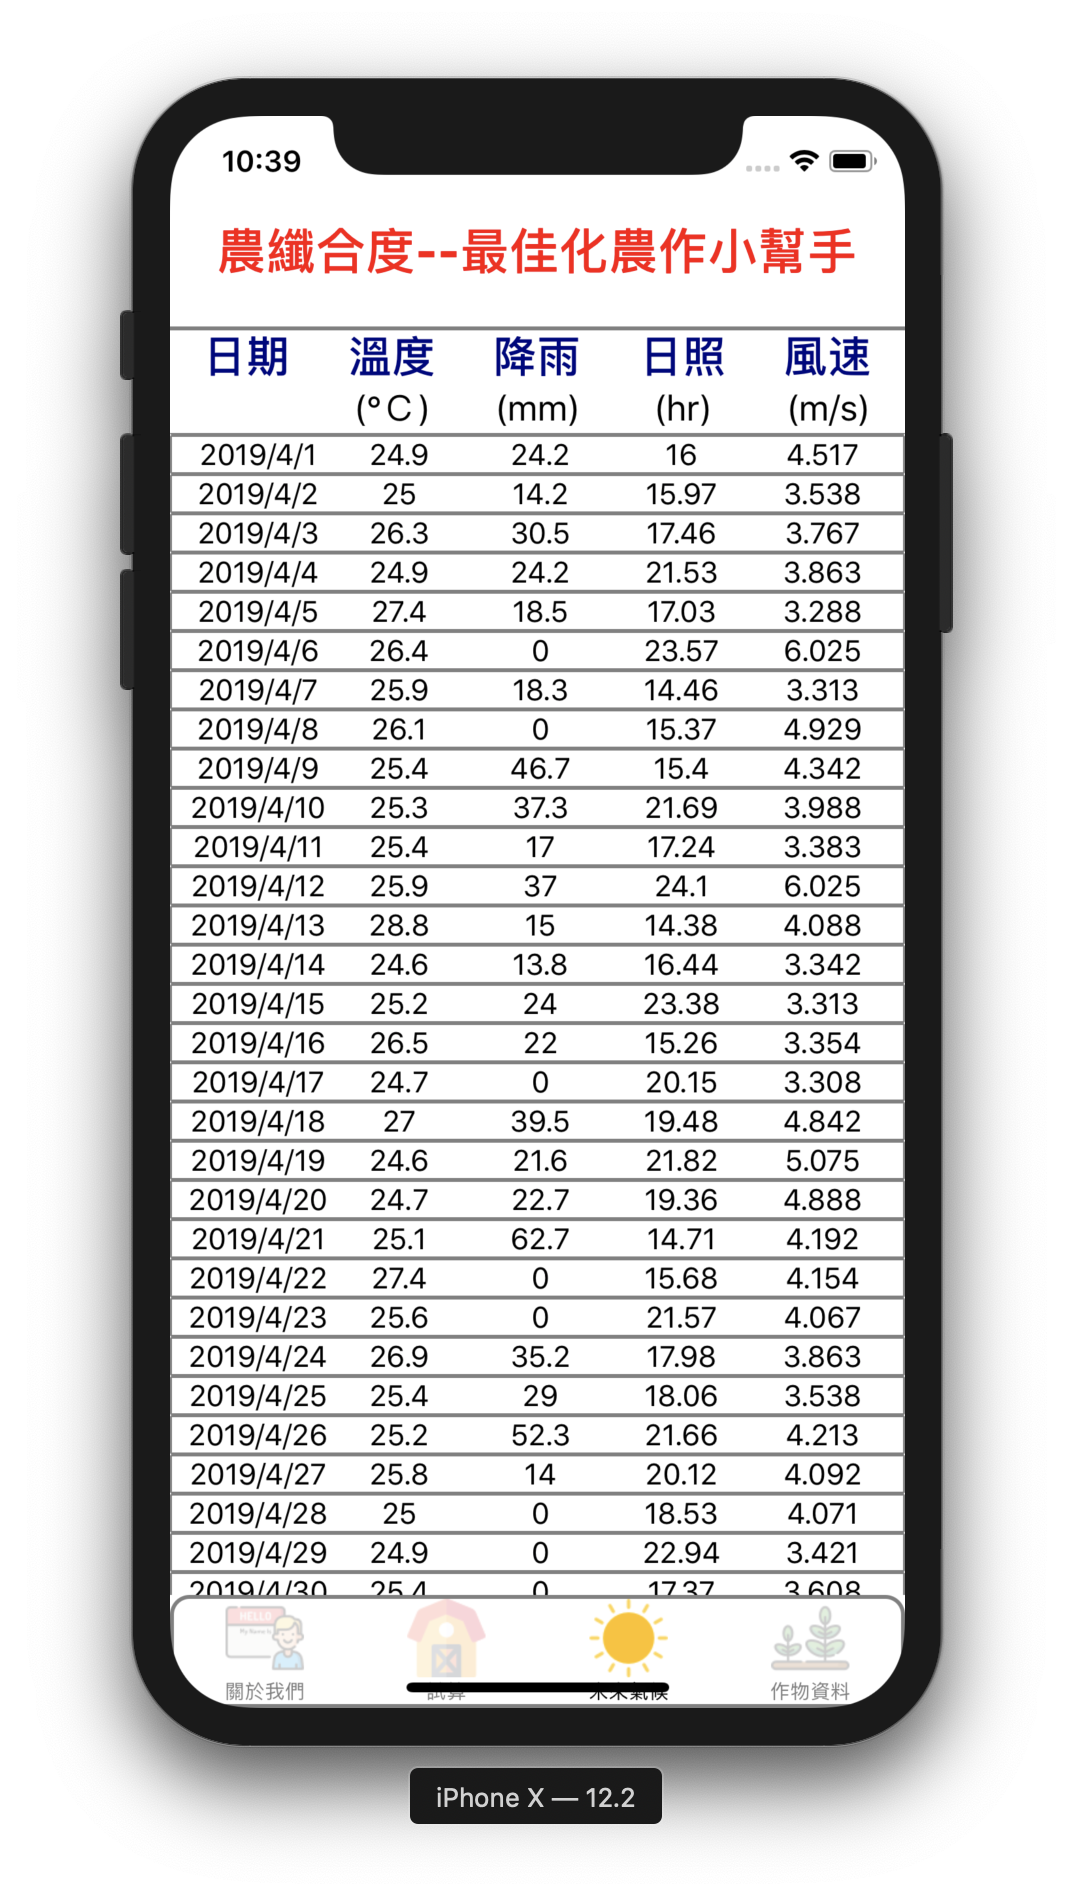 10:39
農纖合度--最佳化農作小幫手
日期 溫度 降雨 日照 風速
(°C) (mm) (hr) (m/s)
2019/4/1 24.9 24.2 16 4.517
2019/4/2 25 14.2 15.97 3.538
2019/4/3 26.3 30.5 17.46 3.767
2019/4/4 24.9 24.2 21.53 3.863
2019/4/5 27.4 18.5 17.03 3.288
2019/4/6 26.4 0 23.57 6.025
2019/4/7 25.9 18.3 14.46 3.313
2019/4/8 26.1 0 15.37 4.929
2019/4/9 25.4 46.7 15.4 4.342
2019/4/10 25.3 37.3 21.69 3.988
2019/4/11 25.4 17 17.24 3.383
2019/4/12 25.9 37 24.1 6.025
2019/4/13 28.8 15 14.38 4.088
2019/4/14 24.6 13.8 16.44 3.342
2019/4/15 25.2 24 23.38 3.313
2019/4/16 26.5 22 15.26 3.354
2019/4/17 24.7 0 20.15 3.308
2019/4/18 27 39.5 19.48 4.842
2019/4/19 24.6 21.6 21.82 5.075
2019/4/20 24.7 22.7 19.36 4.888
2019/4/21 25.1 62.7 14.71 4.192
2019/4/22 27.4 0 15.68 4.154
2019/4/23 25.6 0 21.57 4.067
2019/4/24 26.9 35.2 17.98 3.863
2019/4/25 25.4 29 18.06 3.538
2019/4/26 25.2 52.3 21.66 4.213
2019/4/27 25.8 14 20.12 4.092
2019/4/28 25 0 18.53 4.071
2019/4/29 24.9 0 22.94 3.421
2019/4/30 25.4 0 17.37 3.608
HELLO
My Name is
關於我們 試算 未來氣候 作物資料
iPhone X — 12.2